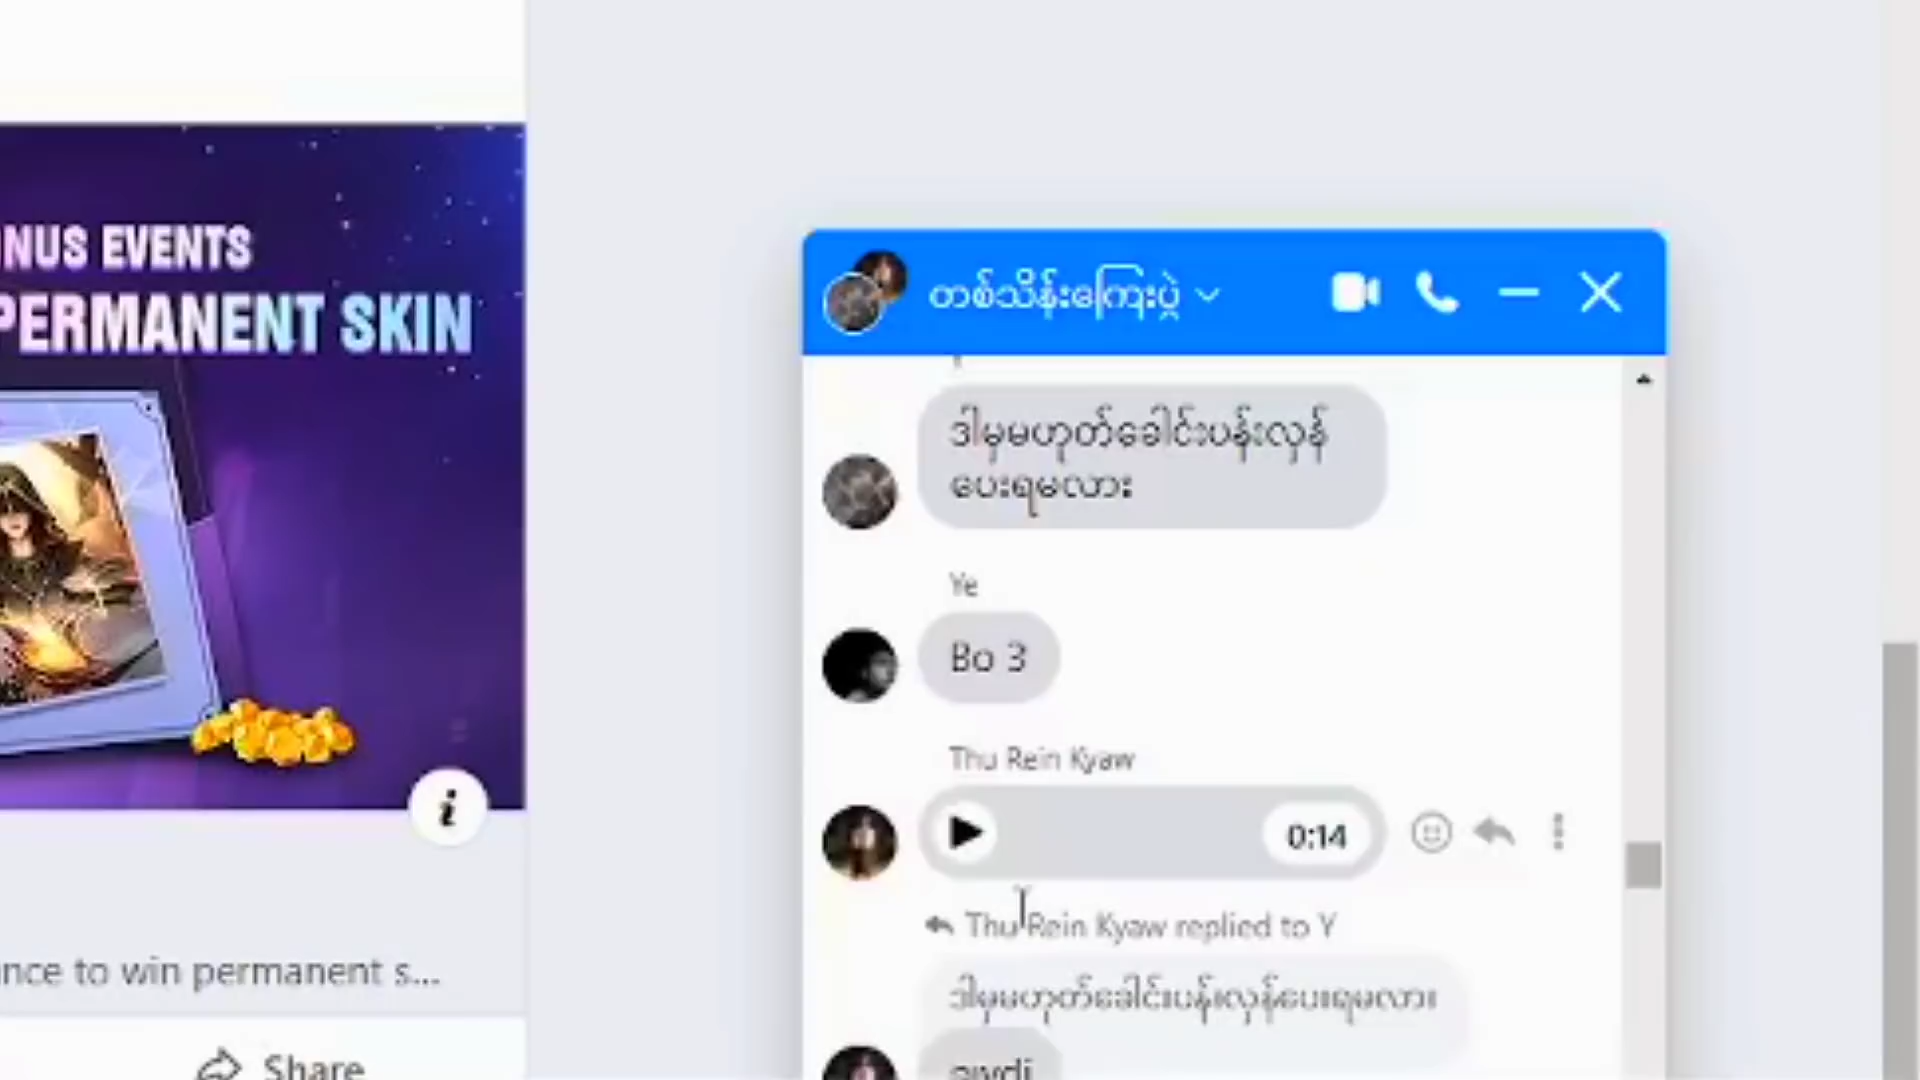 NUS EVENTS
PERMANENT SKIN
nce to win permanent s...
Share
တစ်သိန်းကြေးပွဲ
ဒါမှမဟုတ်ခေါင်းပန်းလှန်
ပေးရမလား
Ye
Bo 3
Thu Rein Kyaw
0:14
Thu Rein Kyaw replied to Y
ဒါမှမဟုတ်ခေါင်းပန်းလှန်ပေးရမလား